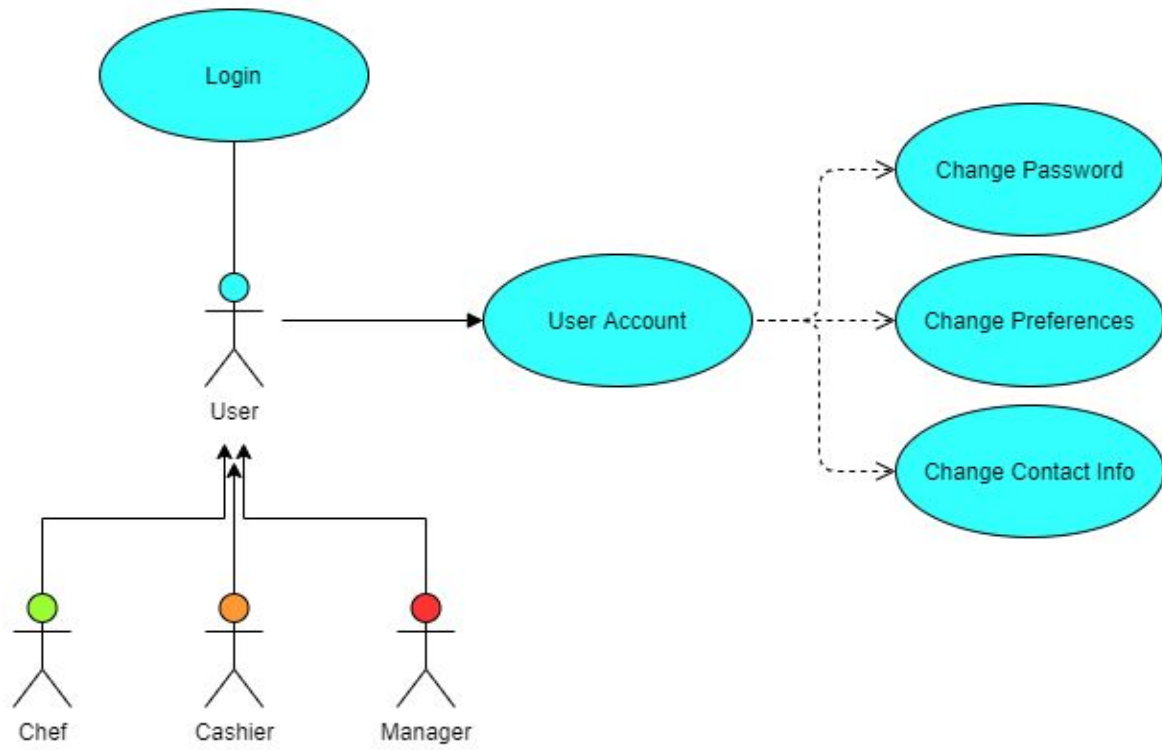 Login
Change Password
User Account
Change Preferences
User
Change Contact Info
Chef
Cashier
Manager